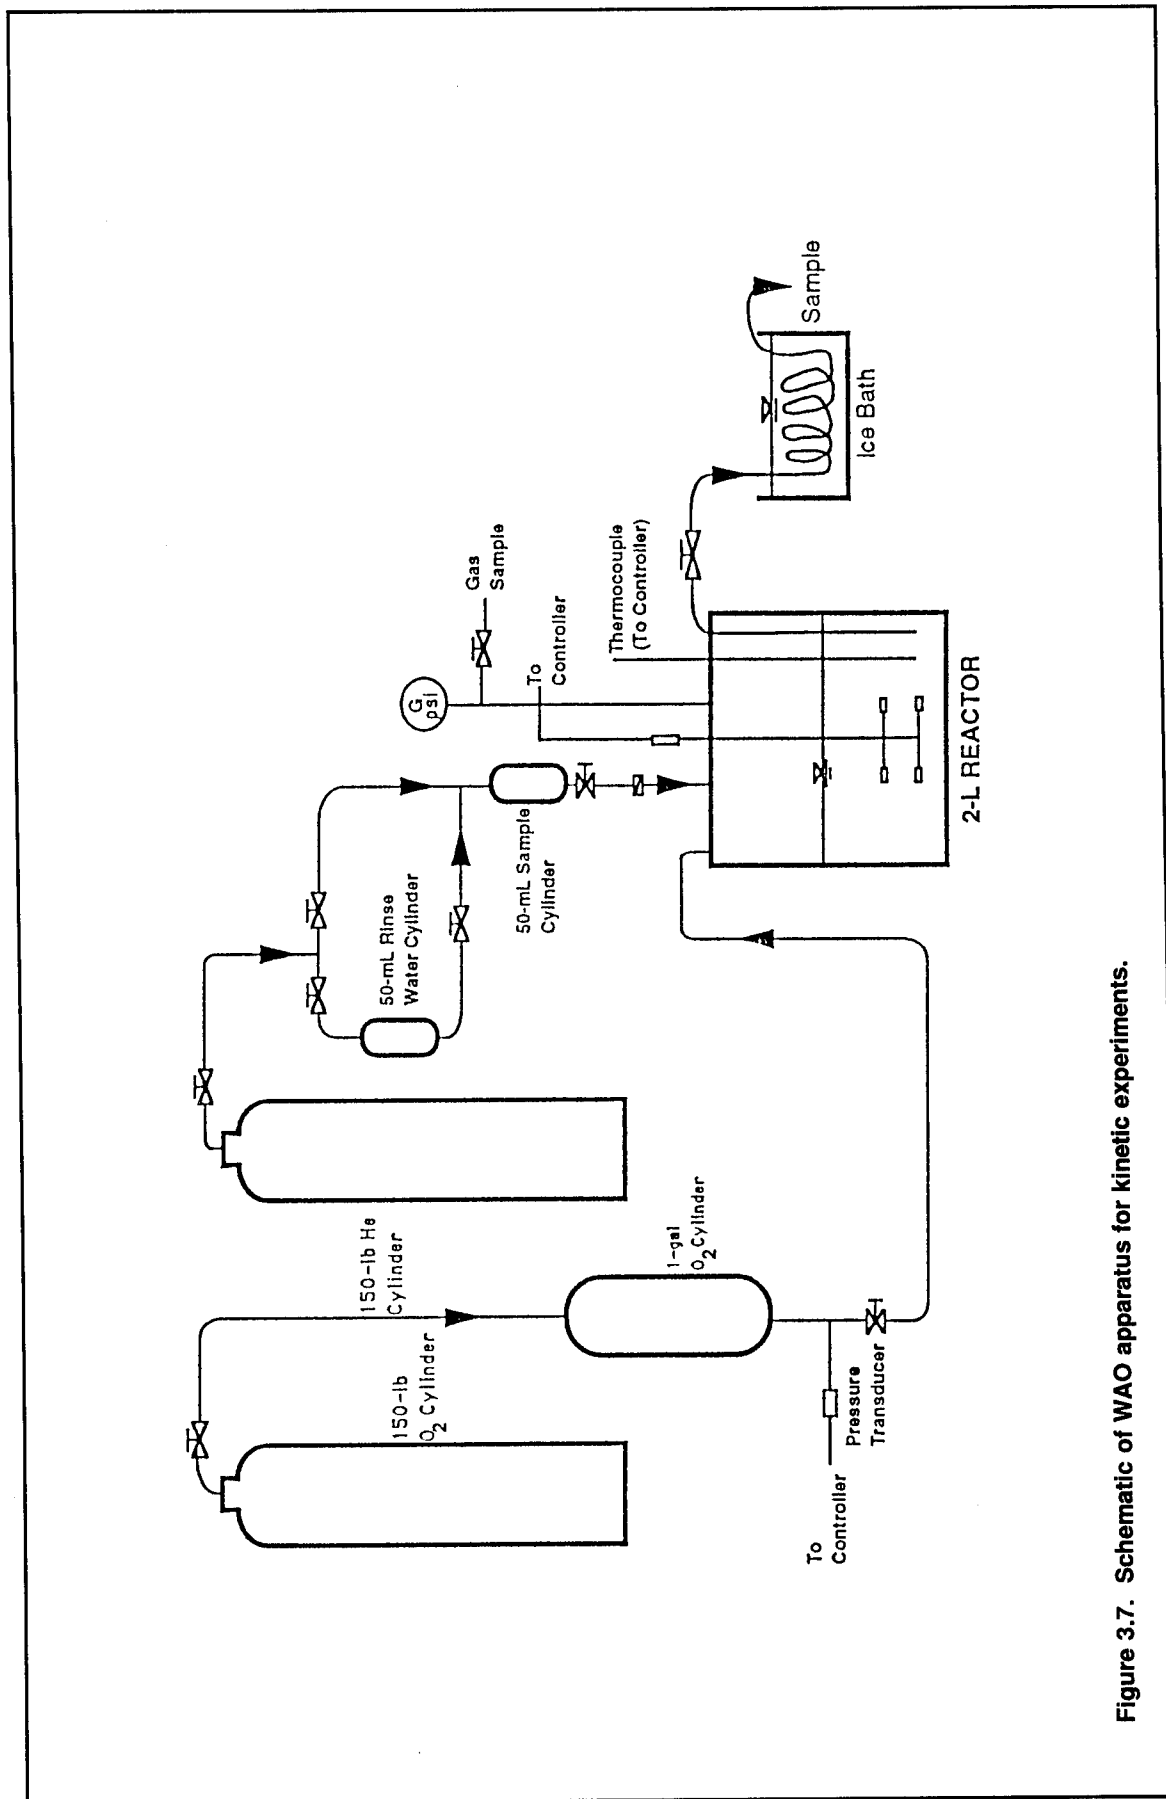 150-lb
O2 Cylinder
150-lb He
Cylinder
50-mL Rinse
Water Cylinder
50-mL Sample
Cylinder
G
psi
Gas
Sample
To
Controller
Thermocouple
(To Controller)
Sample
Ice Bath
1-gal
O2 Cylinder
Pressure
Transducer
To
Controller
2-L REACTOR
Figure 3.7. Schematic of WAO apparatus for kinetic experiments.